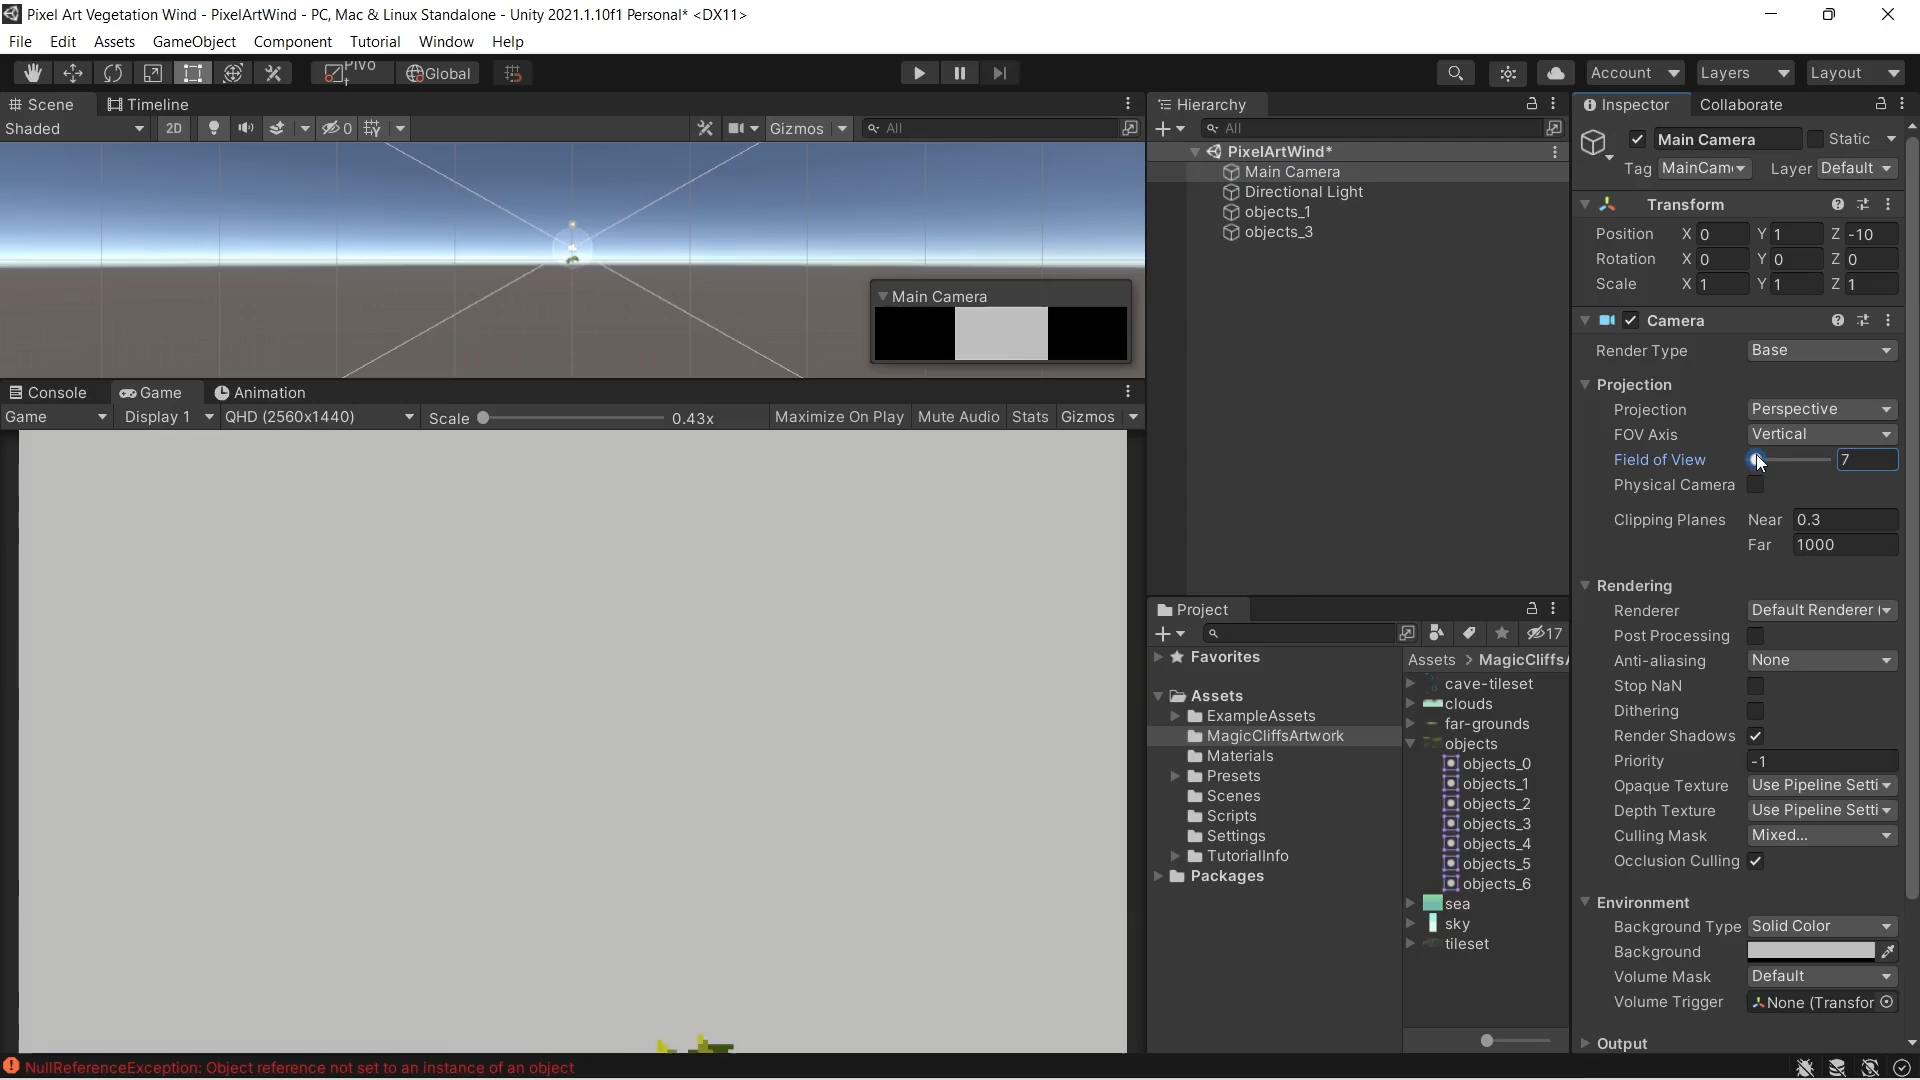 Pixel Art Vegetation Wind - PixelArtWind - PC, Mac & Linux Standalone - Unity 2021.1.10f1 Personal* <DX11>
File Edit Assets GameObject Component Tutorial Window Help
Pivot Global Account Layers Layout
Scene Timeline
Shaded 2D 0 Gizmos All
Main Camera
Console Game Animation
Game Display 1 QHD (2560x1440) Scale 0.43x Maximize On Play Mute Audio Stats Gizmos
NullReferenceException: Object reference not set to an instance of an object
Hierarchy
All
PixelArtWind*
Main Camera
Directional Light
objects_1
objects_3
Project
17
Favorites
Assets
ExampleAssets
MagicCliffsArtwork
Materials
Presets
Scenes
Scripts
Settings
TutorialInfo
Packages
Assets > MagicCliffsA
cave-tileset
clouds
far-grounds
objects
objects_0
objects_1
objects_2
objects_3
objects_4
objects_5
objects_6
sea
sky
tileset
Inspector Collaborate
Main Camera Static
Tag MainCam Layer Default
Transform
Position X 0 Y 1 Z -10
Rotation X 0 Y 0 Z 0
Scale X 1 Y 1 Z 1
Camera
Render Type Base
Projection
Projection Perspective
FOV Axis Vertical
Field of View 7
Physical Camera
Clipping Planes Near 0.3
Far 1000
Rendering
Renderer Default Renderer (
Post Processing
Anti-aliasing None
Stop NaN
Dithering
Render Shadows
Priority -1
Opaque Texture Use Pipeline Setti
Depth Texture Use Pipeline Setti
Culling Mask Mixed...
Occlusion Culling
Environment
Background Type Solid Color
Background
Volume Mask Default
Volume Trigger None (Transfor
Output